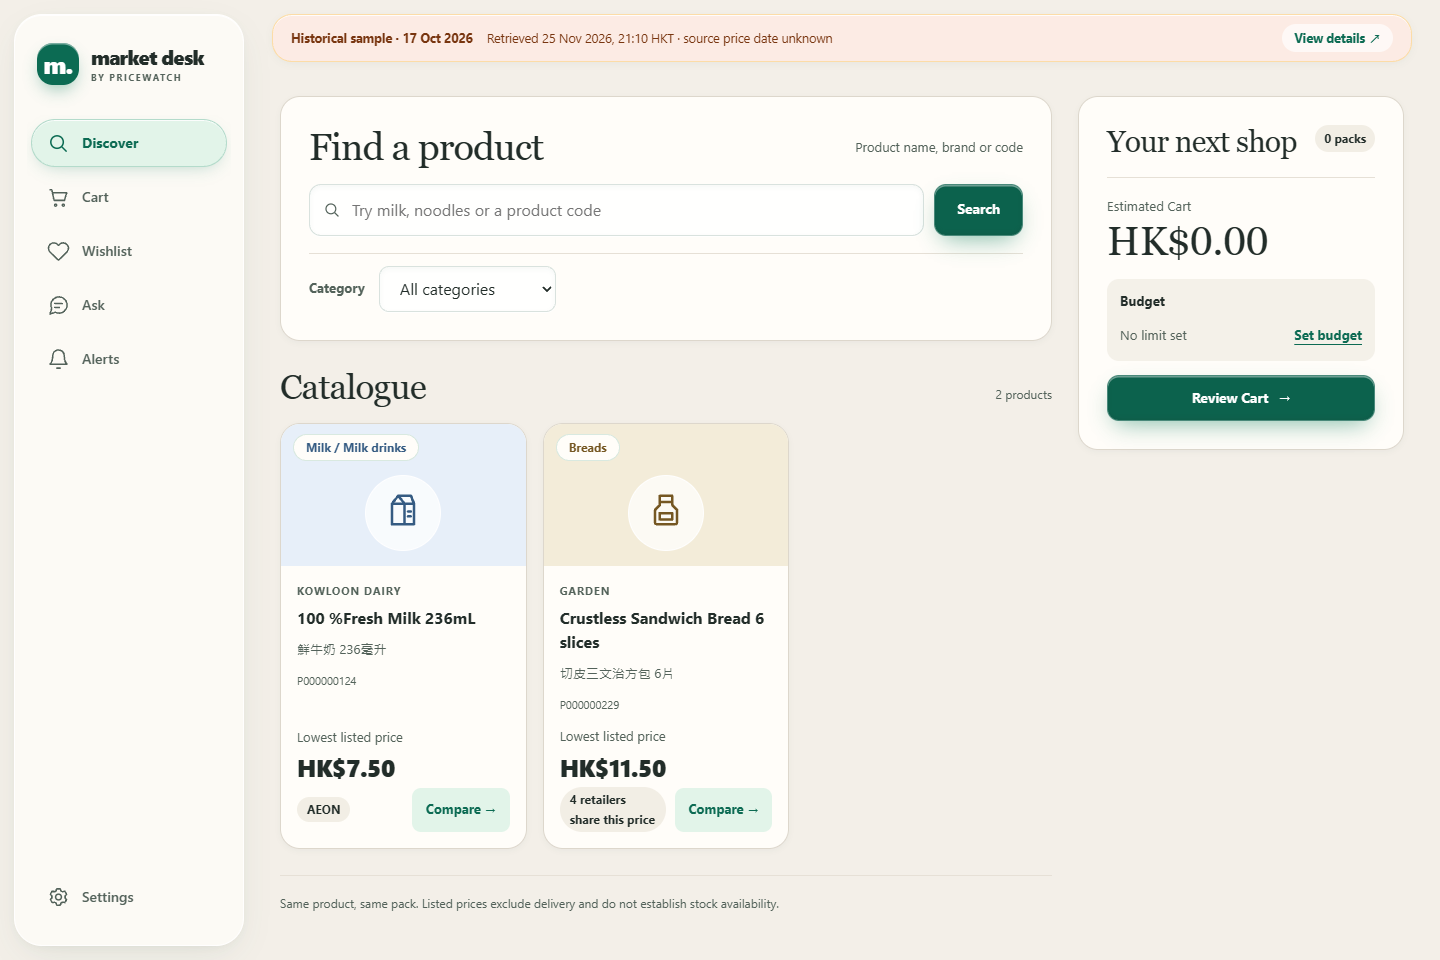 m.
market desk
BY PRICEWATCH
Discover
Cart
Wishlist
Ask
Alerts
Settings
Historical sample · 17 Oct 2026 Retrieved 25 Nov 2026, 21:10 HKT · source price date unknown
View details ↗
Find a product
Product name, brand or code
Try milk, noodles or a product code
Search
Category
All categories
Catalogue
2 products
Milk / Milk drinks
KOWLOON DAIRY
100 %Fresh Milk 236mL
鮮牛奶 236毫升
P000000124
Lowest listed price
HK$7.50
AEON
Compare →
Breads
GARDEN
Crustless Sandwich Bread 6
slices
切皮三文治方包 6片
P000000229
Lowest listed price
HK$11.50
4 retailers
share this price
Compare →
Same product, same pack. Listed prices exclude delivery and do not establish stock availability.
Your next shop
0 packs
Estimated Cart
HK$0.00
Budget
No limit set
Set budget
Review Cart →